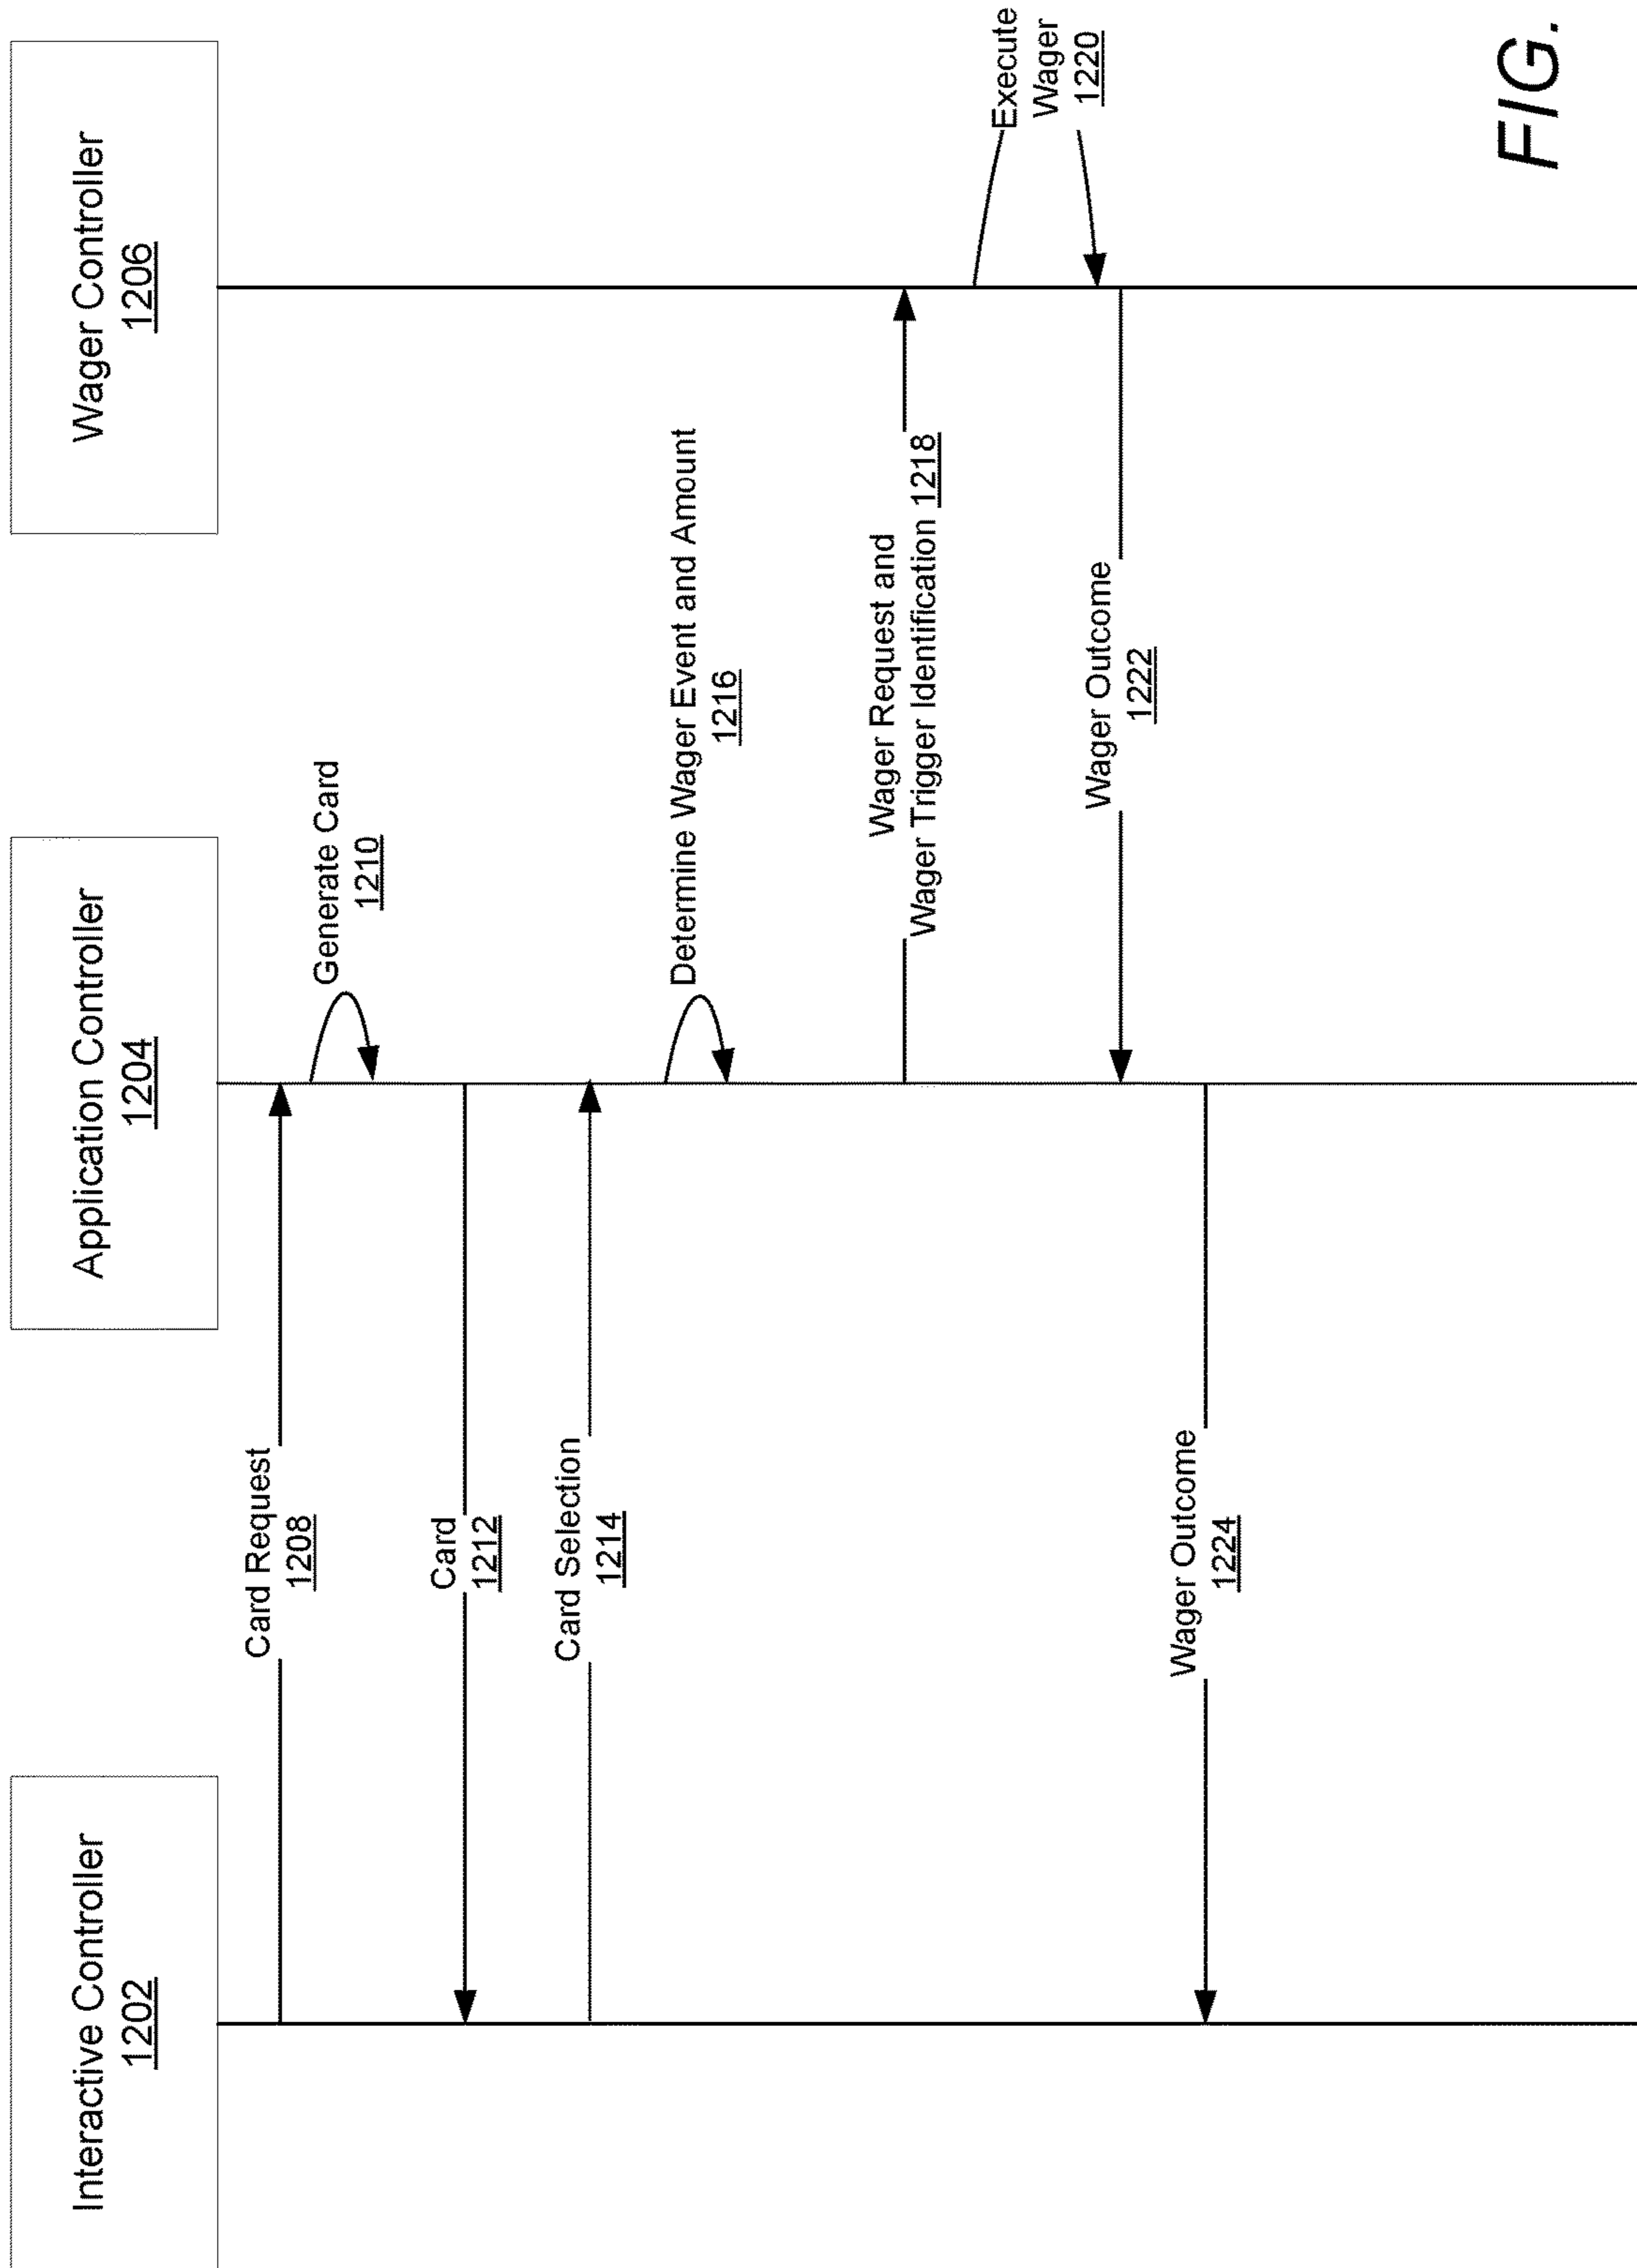 Interactive Controller
1202
Application Controller
1204
Wager Controller
1206
Card Request
1208
Generate Card
1210
Card
1212
Card Selection
1214
Determine Wager Event and Amount
1216
Wager Request and
Wager Trigger Identification 1218
Execute
Wager
1220
Wager Outcome
1222
Wager Outcome
1224
FIG.